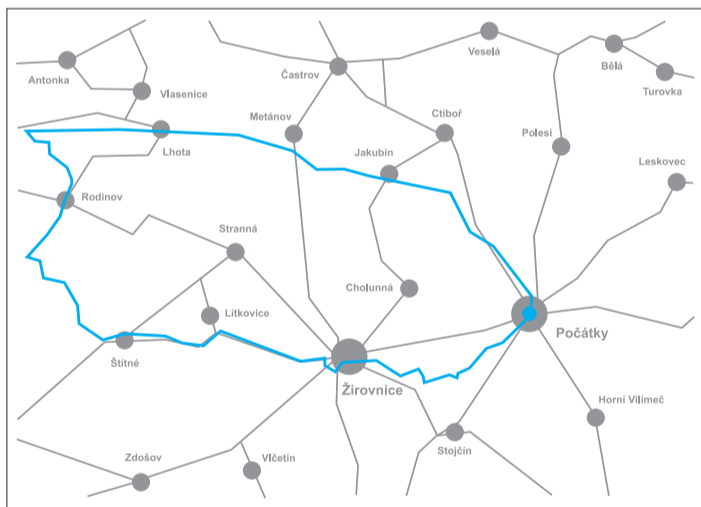 Veselá
Bělá
Častrov
Antonka
Turovka
Vlasenice
Metánov
Ctiboř
Polesí
Lhota
Jakubín
Leskovec
Rodinov
Stranná
Cholunná
Litkovice
Počátky
Štítné
Žirovnice
Horní Vilímeč
Stojčín
Zdošov
Vlčetín